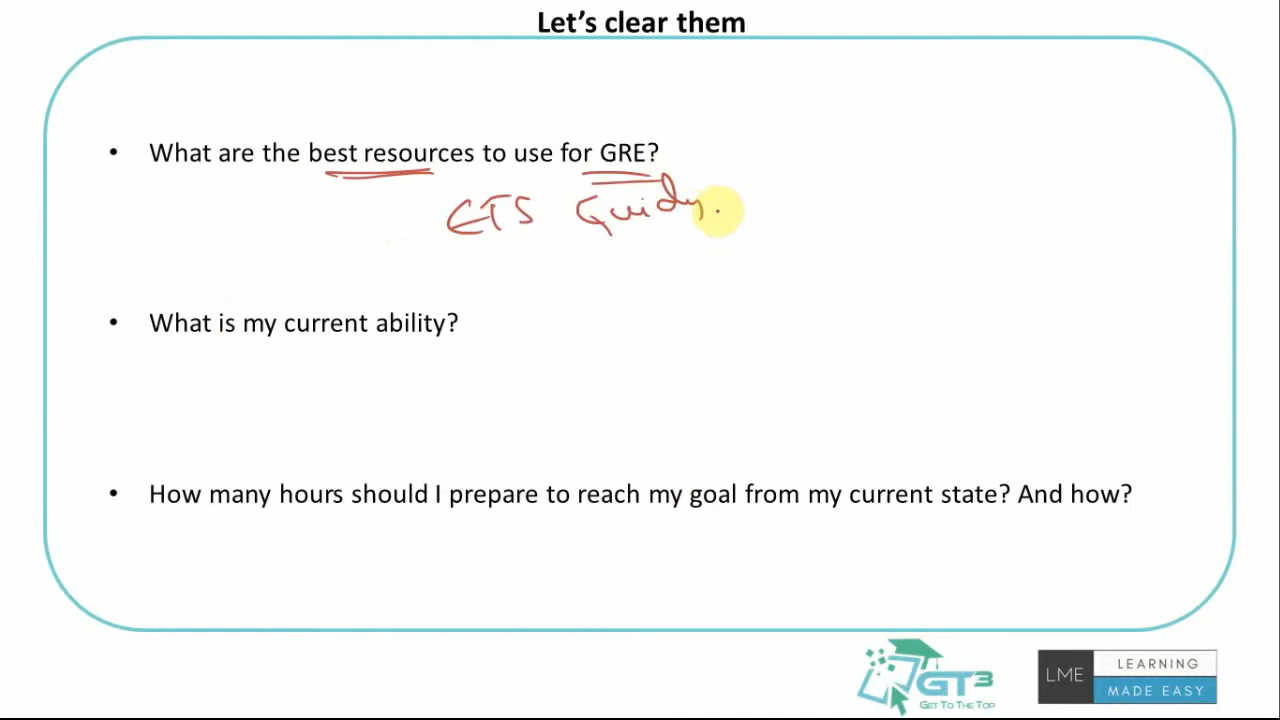 Let's clear them
• What are the best resources to use for GRE?
ETS Guides
• What is my current ability?
• How many hours should I prepare to reach my goal from my current state? And how?
GT3
GET TO THE TOP
LME
LEARNING
MADE EASY